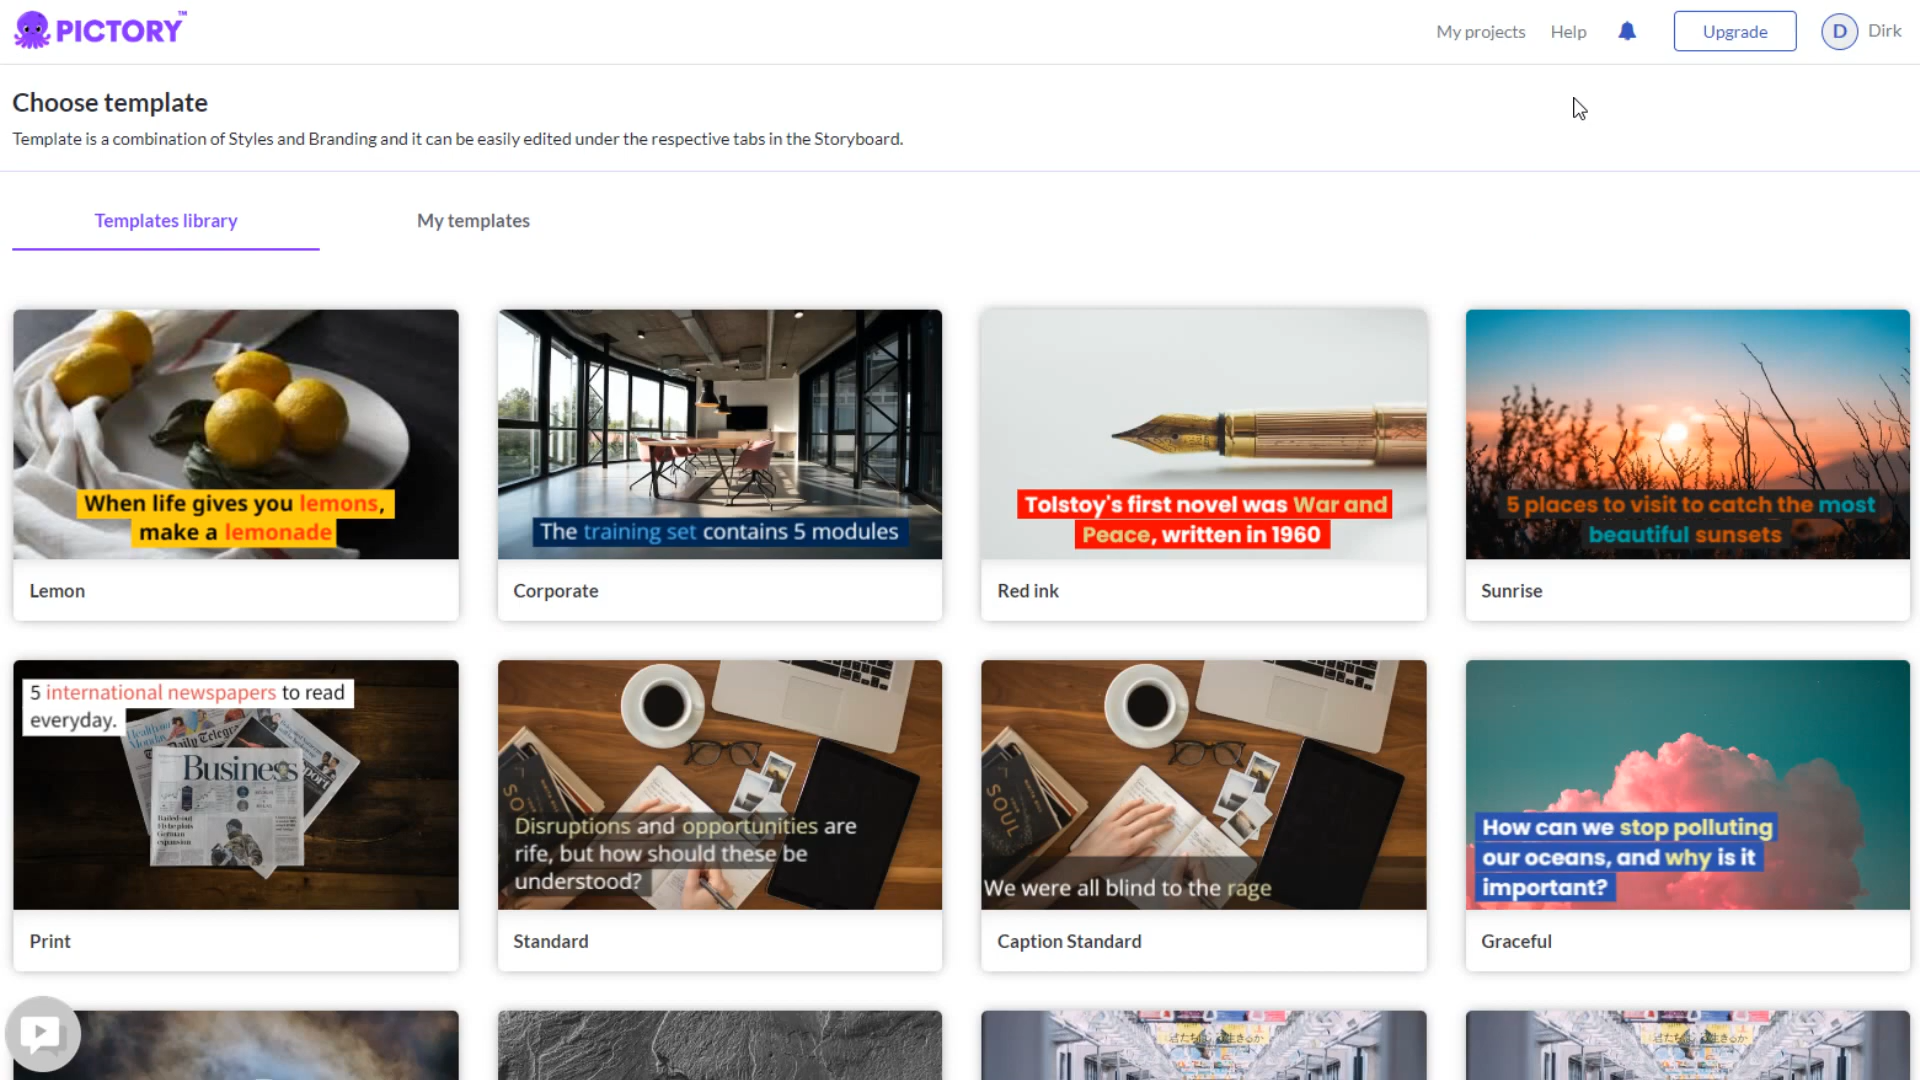 PICTORY™
My projects
Help
Upgrade
D
Dirk
Choose template
Template is a combination of Styles and Branding and it can be easily edited under the respective tabs in the Storyboard.
Templates library
My templates
When life gives you lemons,
make a lemonade
The training set contains 5 modules
Tolstoy's first novel was War and
Peace, written in 1960
5 places to visit to catch the most
beautiful sunsets
Lemon
Corporate
Red ink
Sunrise
5 international newspapers to read
everyday.
Daily Telegra
Business
SOUL
Disruptions and opportunities are
rife, but how should these be
understood?
SOUL
We were all blind to the rage
How can we stop polluting
our oceans, and why is it
important?
Print
Standard
Caption Standard
Graceful